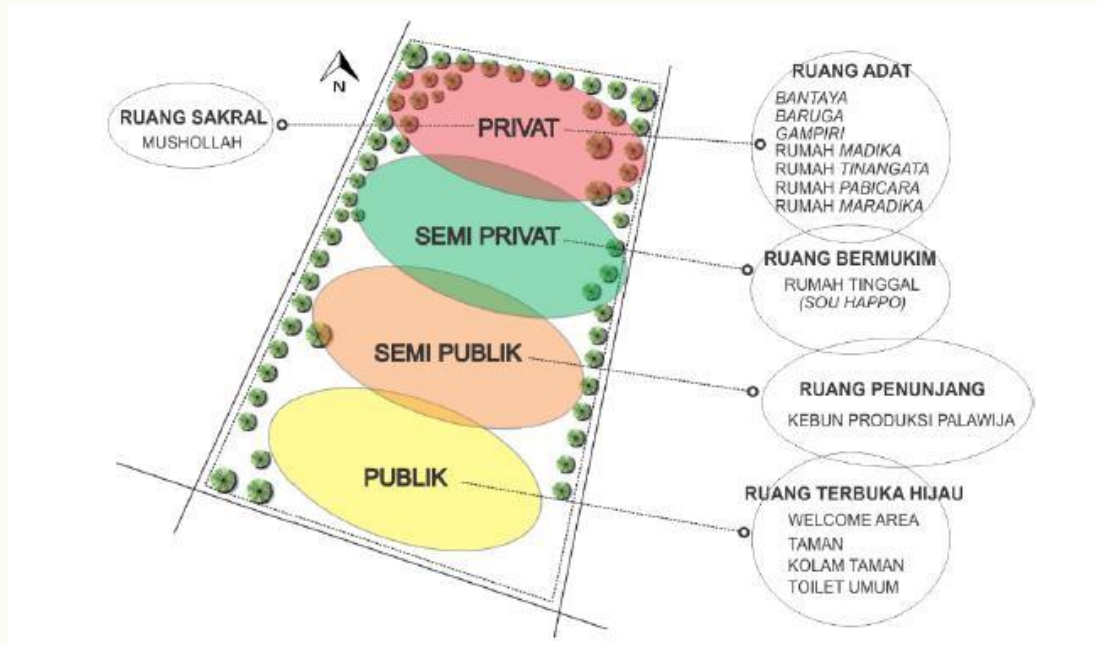 N
RUANG SAKRAL
MUSHOLLAH
PRIVAT
SEMI PRIVAT
SEMI PUBLIK
PUBLIK
RUANG ADAT
BANTAYA
BARUGA
GAMPIRI
RUMAH MADIKA
RUMAH TINANGATA
RUMAH PABICARA
RUMAH MARADIKA
RUANG BERMUKIM
RUMAH TINGGAL
(SOU HAPPO)
RUANG PENUNJANG
KEBUN PRODUKSI PALAWIJA
RUANG TERBUKA HIJAU
WELCOME AREA
TAMAN
KOLAM TAMAN
TOILET UMUM